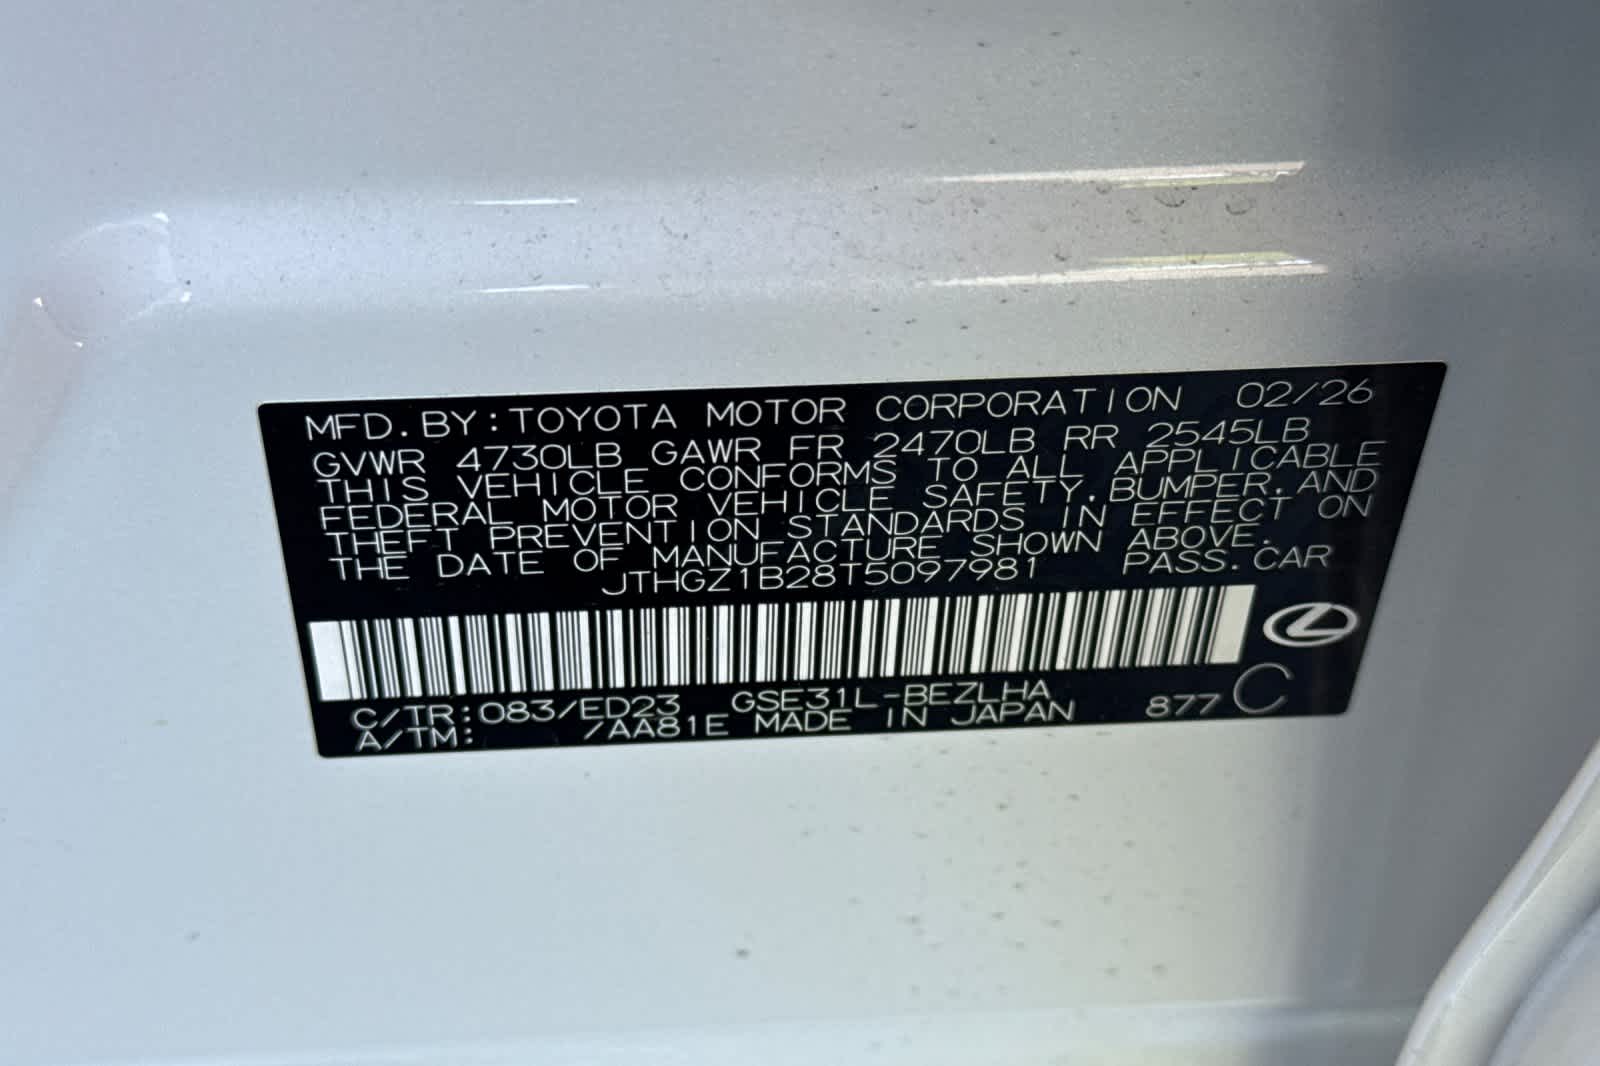 MFD. BY: TOYOTA MOTOR CORPORATION 02/26
GVWR 4730LB GAWR FR 2470LB RR 2545LB
THIS VEHICLE CONFORMS TO ALL APPLICABLE
FEDERAL MOTOR VEHICLE SAFETY, BUMPER, AND
THEFT PREVENTION STANDARDS IN EFFECT ON
THE DATE OF MANUFACTURE SHOWN ABOVE.
JTHGZ1B28T5097981 PASS. CAR
C/TR: 083/ED23 GSE31L-BEZLHA 877 C
A/TM: /AA81E MADE IN JAPAN